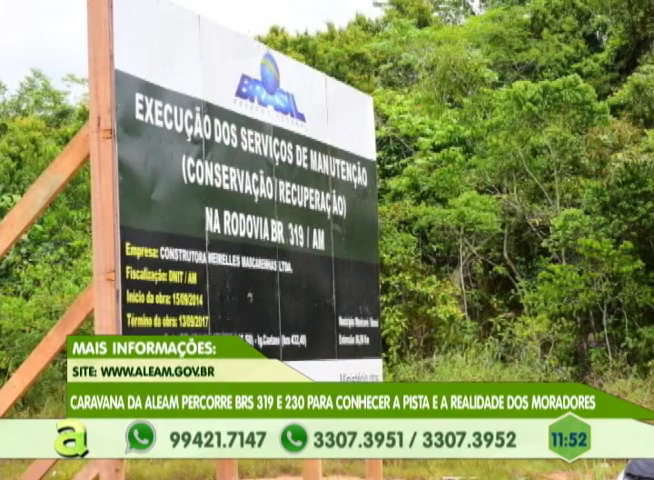 BRASIL
EXECUÇÃO DOS SERVIÇOS DE MANUTENÇÃO
(CONSERVAÇÃO/RECUPERAÇÃO)
NA RODOVIA BR 319 / AM
Empresa: CONSTRUTORA MEIRELLES MASCARENHAS LTDA.
Fiscalização: DNIT / AM
Início da obra: 15/09/2014
Término da obra: 13/09/2017
Ministério
MAIS INFORMAÇÕES:
SITE: WWW.ALEAM.GOV.BR
CARAVANA DA ALEAM PERCORRE BRS 319 E 230 PARA CONHECER A PISTA E A REALIDADE DOS MORADORES
a 99421.7147 3307.3951 / 3307.3952 11:52